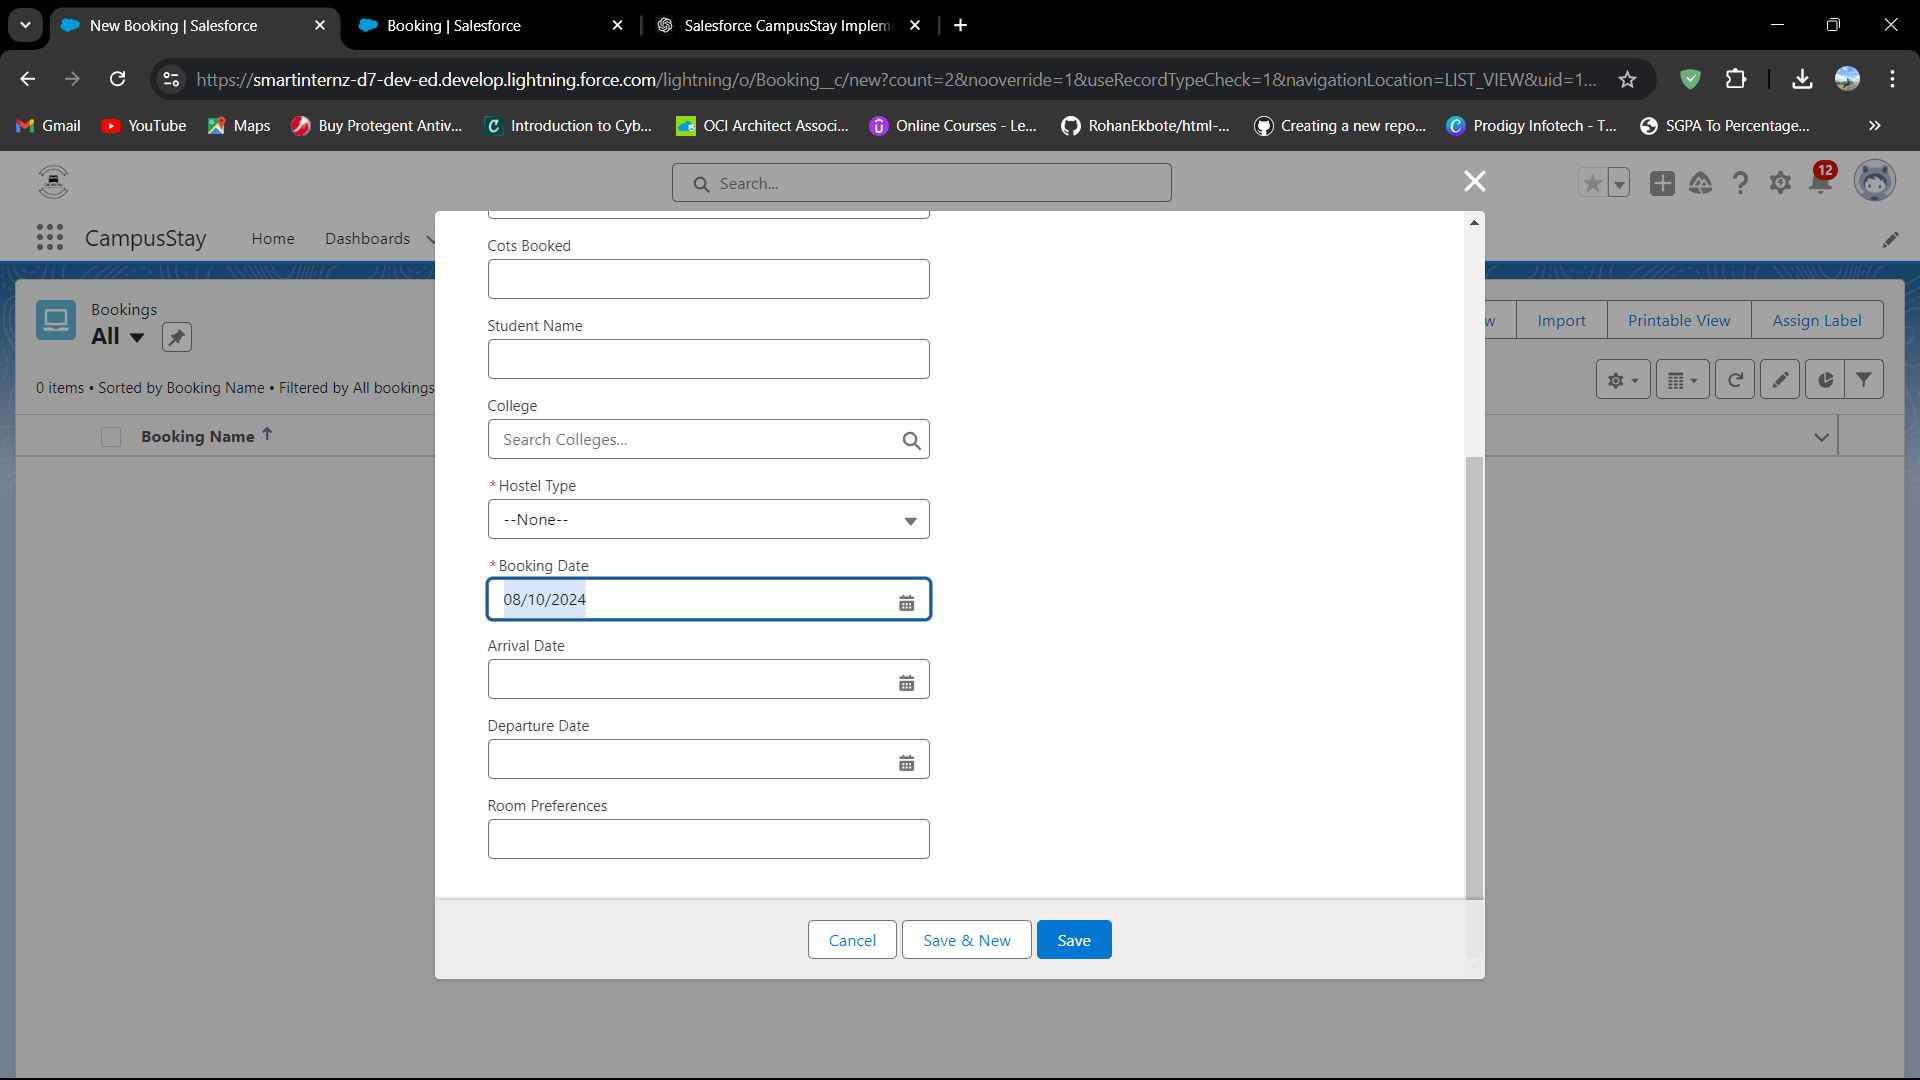 New Booking | Salesforce
Booking | Salesforce
Salesforce CampusStay Implem
https://smartinternz-d7-dev-ed.develop.lightning.force.com/lightning/o/Booking__c/new?count=2&nooverride=1&useRecordTypeCheck=1&navigationLocation=LIST_VIEW&uid=1...
Gmail
YouTube
Maps
Buy Protegent Antiv...
Introduction to Cyb...
OCI Architect Associ...
Online Courses - Le...
RohanEkbote/html-...
Creating a new repo...
Prodigy Infotech - T...
SGPA To Percentage...
»
Search...
12
CampusStay
Home
Dashboards
Bookings
All
w
Import
Printable View
Assign Label
0 items • Sorted by Booking Name • Filtered by All bookings
Booking Name
Cots Booked
Student Name
College
Search Colleges...
*Hostel Type
--None--
*Booking Date
08/10/2024
Arrival Date
Departure Date
Room Preferences
Cancel
Save & New
Save